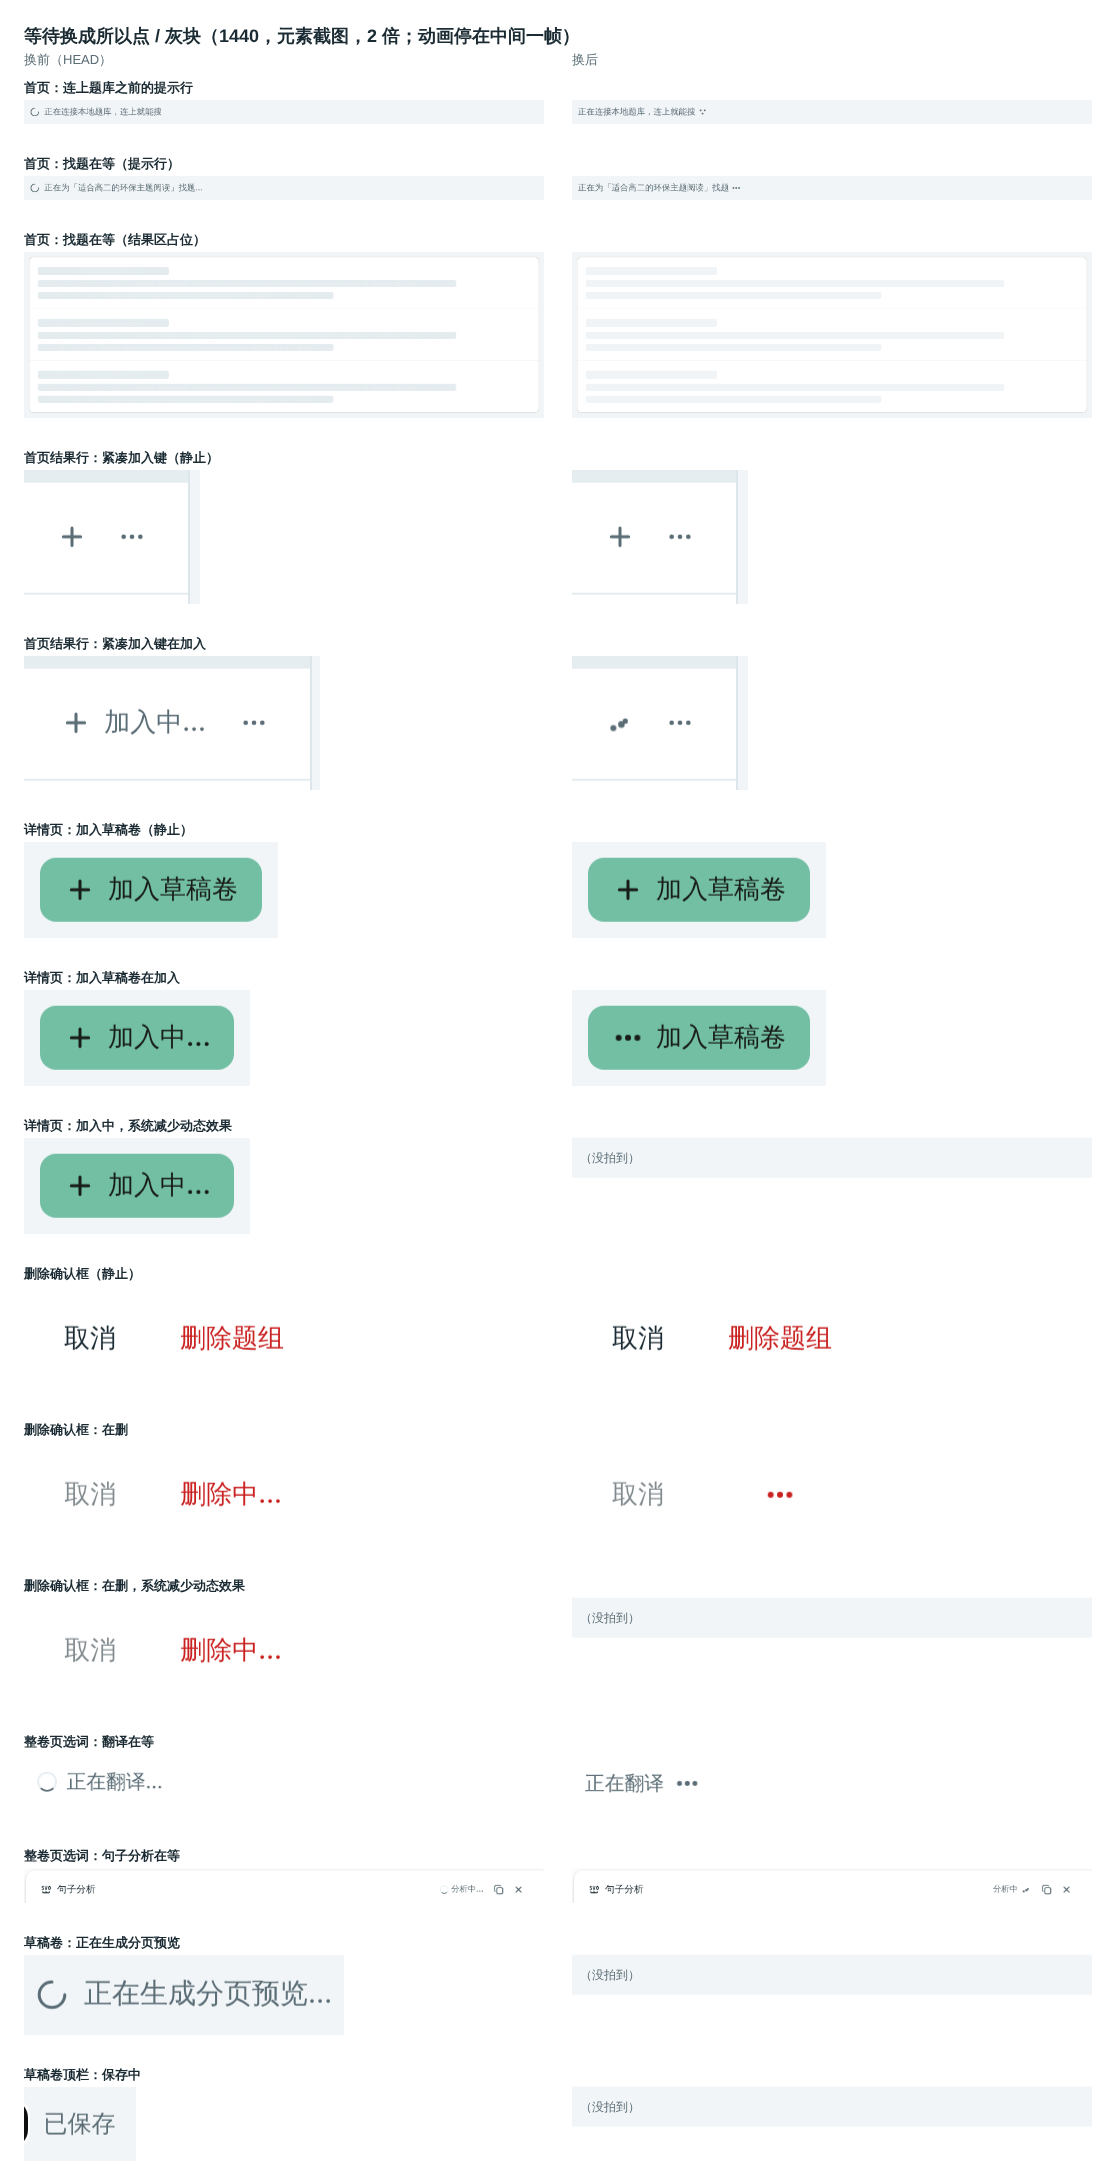 等待换成所以点 / 灰块（1440，元素截图，2 倍；动画停在中间一帧）
换前（HEAD）
换后
首页：连上题库之前的提示行
正在连接本地题库，连上就能搜
正在连接本地题库，连上就能搜
首页：找题在等（提示行）
正在为「适合高二的环保主题阅读」找题...
正在为「适合高二的环保主题阅读」找题
首页：找题在等（结果区占位）
首页结果行：紧凑加入键（静止）
首页结果行：紧凑加入键在加入
加入中...
详情页：加入草稿卷（静止）
加入草稿卷
加入草稿卷
详情页：加入草稿卷在加入
加入中...
加入草稿卷
详情页：加入中，系统减少动态效果
加入中...
（没拍到）
删除确认框（静止）
取消 删除题组
取消 删除题组
删除确认框：在删
取消 删除中...
取消
删除确认框：在删，系统减少动态效果
取消 删除中...
（没拍到）
整卷页选词：翻译在等
正在翻译...
正在翻译
整卷页选词：句子分析在等
句子分析 分析中...
句子分析 分析中
草稿卷：正在生成分页预览
正在生成分页预览...
（没拍到）
草稿卷顶栏：保存中
已保存
（没拍到）